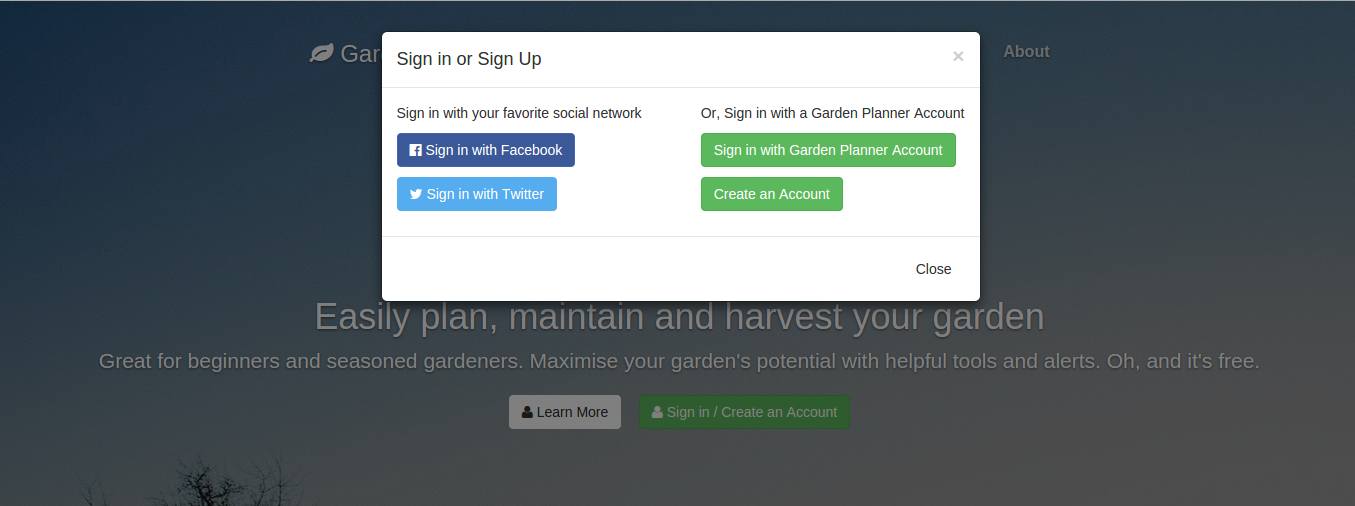 About
Sign in or Sign Up
×
Sign in with your favorite social network
Sign in with Facebook
Sign in with Twitter
Or, Sign in with a Garden Planner Account
Sign in with Garden Planner Account
Create an Account
Close
Easily plan, maintain and harvest your garden
Great for beginners and seasoned gardeners. Maximise your garden's potential with helpful tools and alerts. Oh, and it's free.
Learn More
Sign in / Create an Account